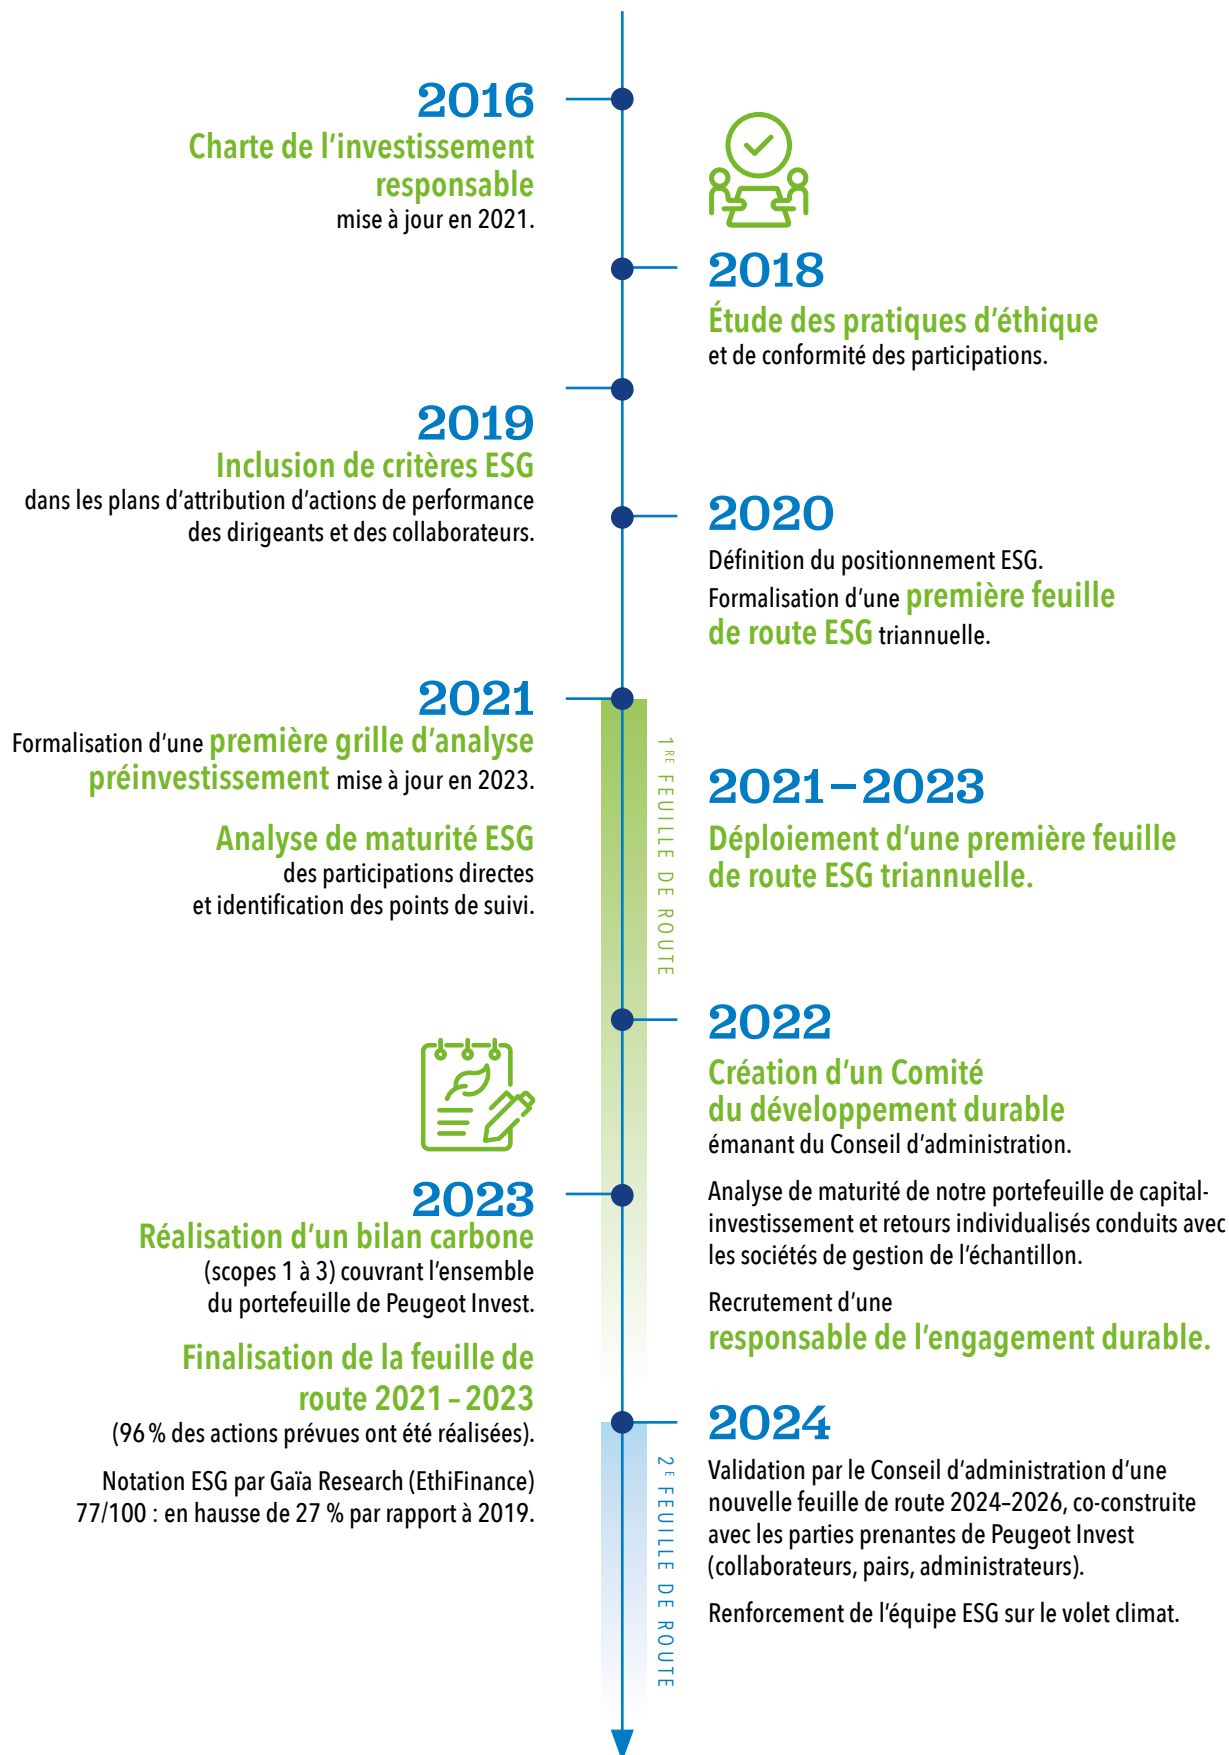 2016
Charte de l’investissement
responsable
mise à jour en 2021.
2018
Étude des pratiques d’éthique
et de conformité des participations.
2019
Inclusion de critères ESG
dans les plans d’attribution d’actions de performance
des dirigeants et des collaborateurs.
2020
Définition du positionnement ESG.
Formalisation d’une première feuille
de route ESG triannuelle.
2021
Formalisation d’une première grille d’analyse
préinvestissement mise à jour en 2023.
Analyse de maturité ESG
des participations directes
et identification des points de suivi.
1RE FEUILLE DE ROUTE
2021–2023
Déploiement d’une première feuille
de route ESG triannuelle.
2022
Création d’un Comité
du développement durable
émanant du Conseil d’administration.
Analyse de maturité de notre portefeuille de capital-
investissement et retours individualisés conduits avec
les sociétés de gestion de l’échantillon.
Recrutement d’une
responsable de l’engagement durable.
2023
Réalisation d’un bilan carbone
(scopes 1 à 3) couvrant l’ensemble
du portefeuille de Peugeot Invest.
Finalisation de la feuille de
route 2021 – 2023
(96 % des actions prévues ont été réalisées).
Notation ESG par Gaïa Research (EthiFinance)
77/100 : en hausse de 27 % par rapport à 2019.
2024
Validation par le Conseil d’administration d’une
nouvelle feuille de route 2024–2026, co-construite
avec les parties prenantes de Peugeot Invest
(collaborateurs, pairs, administrateurs).
Renforcement de l’équipe ESG sur le volet climat.
2E FEUILLE DE ROUTE